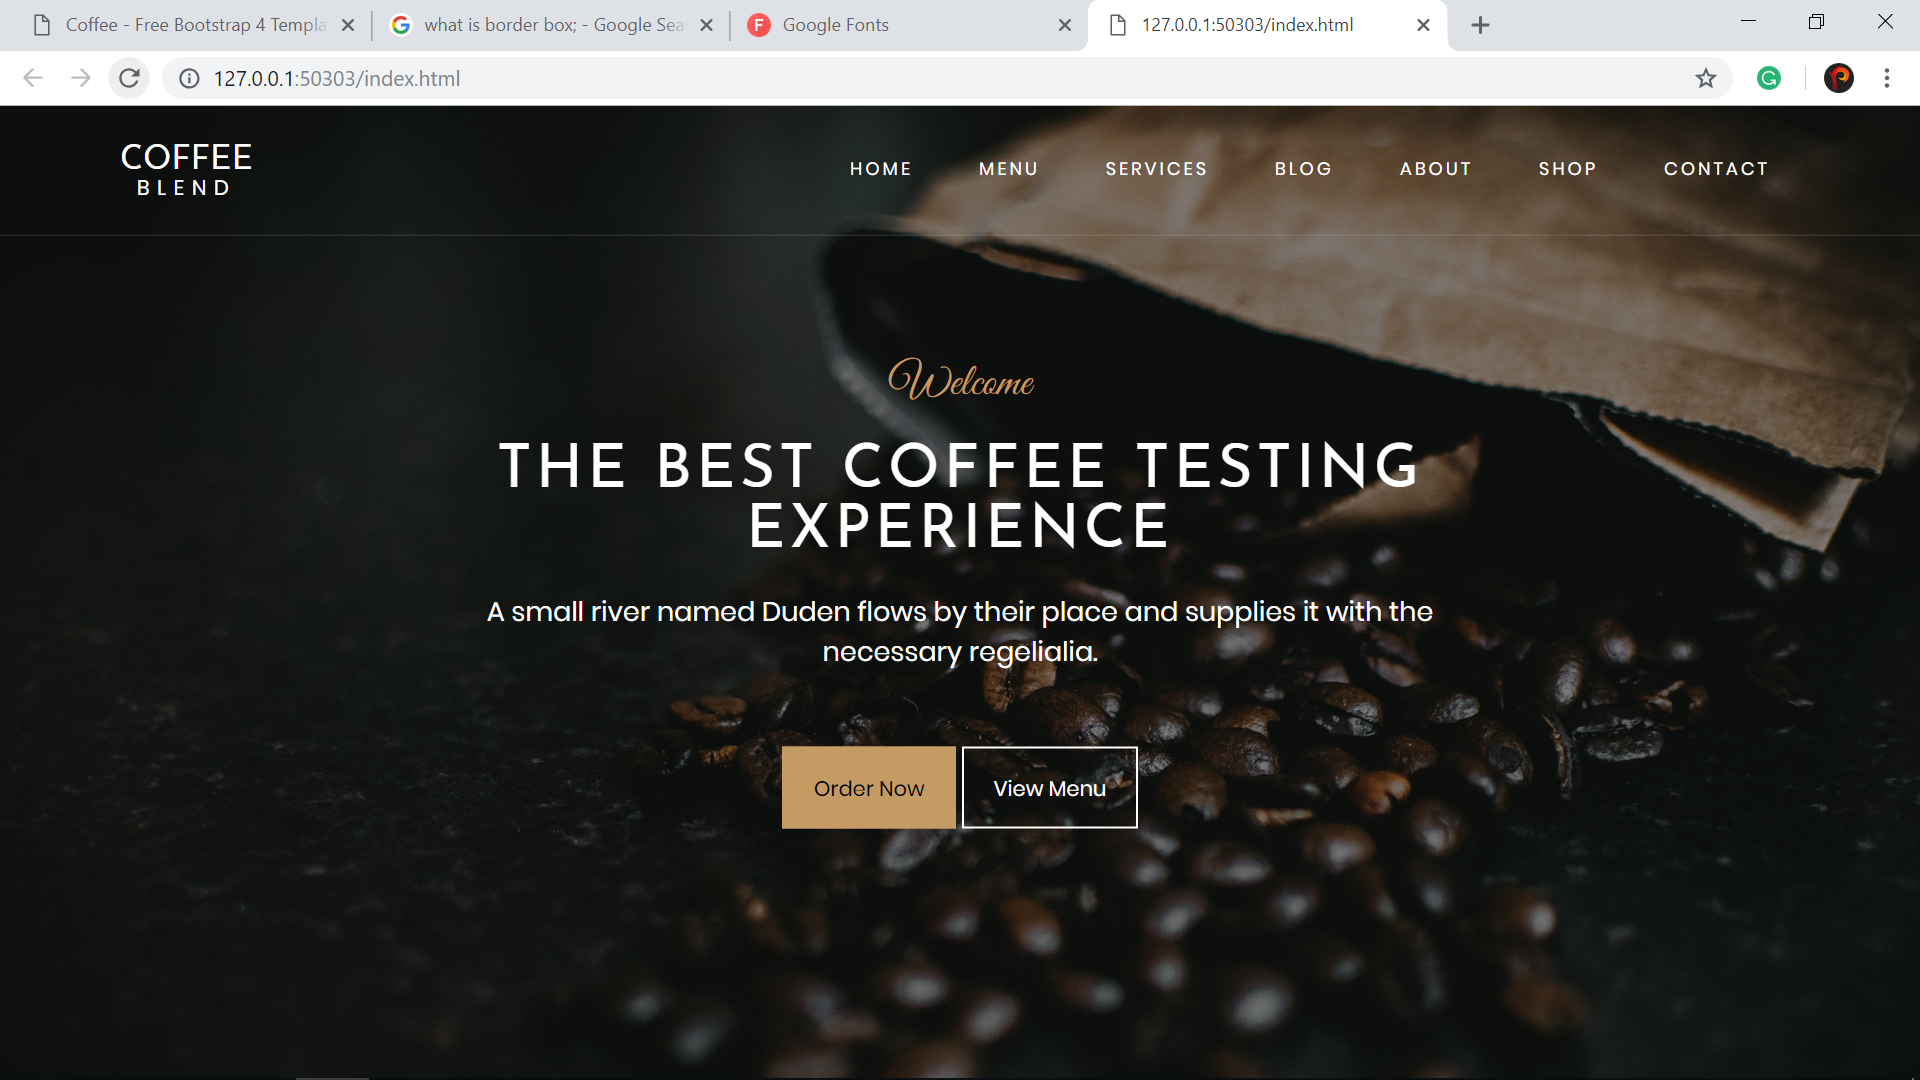 Coffee - Free Bootstrap 4 Templa
what is border box; - Google Sea
Google Fonts
127.0.0.1:50303/index.html
127.0.0.1:50303/index.html
COFFEE
BLEND
HOME MENU SERVICES BLOG ABOUT SHOP CONTACT
Welcome
THE BEST COFFEE TESTING
EXPERIENCE
A small river named Duden flows by their place and supplies it with the
necessary regelialia.
Order Now
View Menu